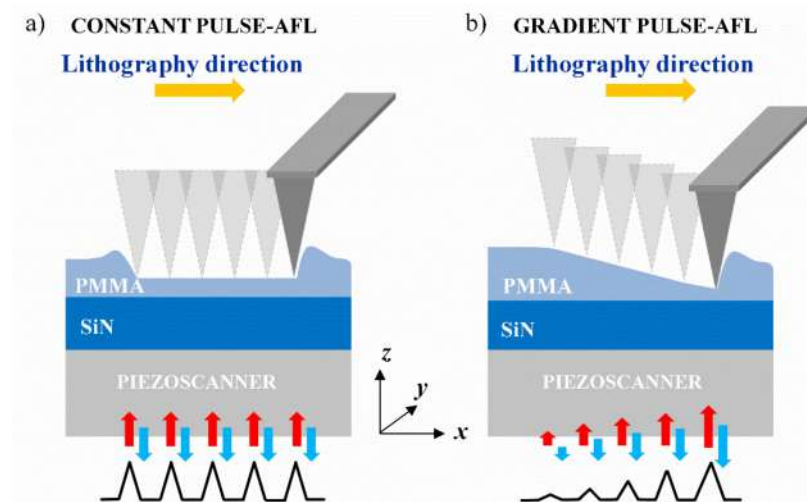 a) CONSTANT PULSE-AFL
Lithography direction
PMMA
SiN
PIEZOSCANNER
z
y
x
b) GRADIENT PULSE-AFL
Lithography direction
PMMA
SiN
PIEZOSCANNER